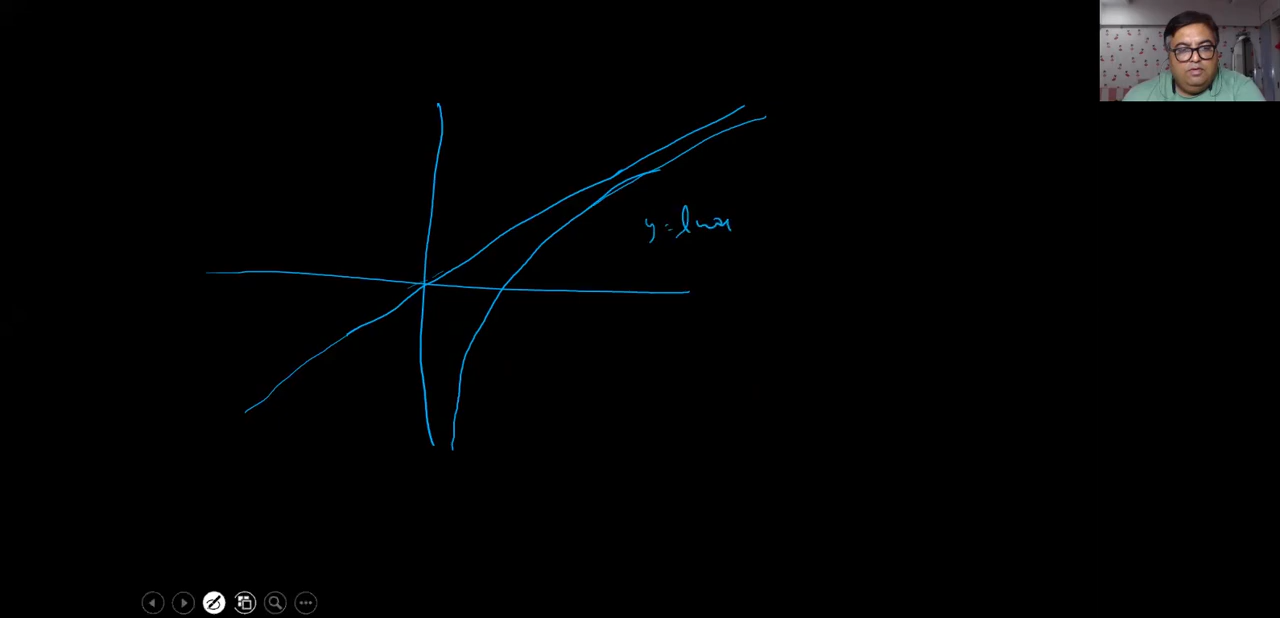 y = ln x